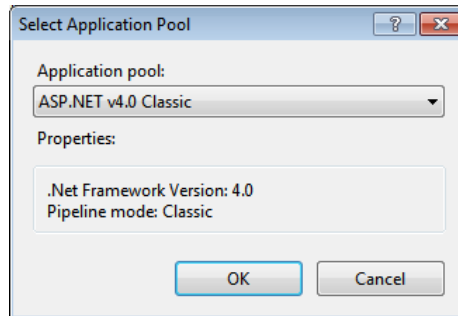 Select Application Pool
Application pool:
ASP.NET v4.0 Classic
Properties:
.Net Framework Version: 4.0
Pipeline mode: Classic
OK Cancel